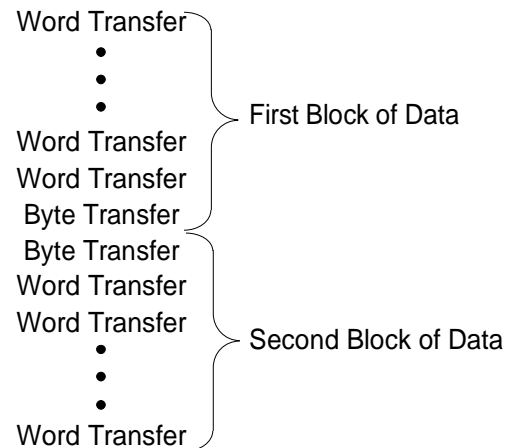 Word Transfer
•
•
•
First Block of Data
Word Transfer
Word Transfer
Byte Transfer
Byte Transfer
Word Transfer
Word Transfer
Second Block of Data
•
•
•
Word Transfer